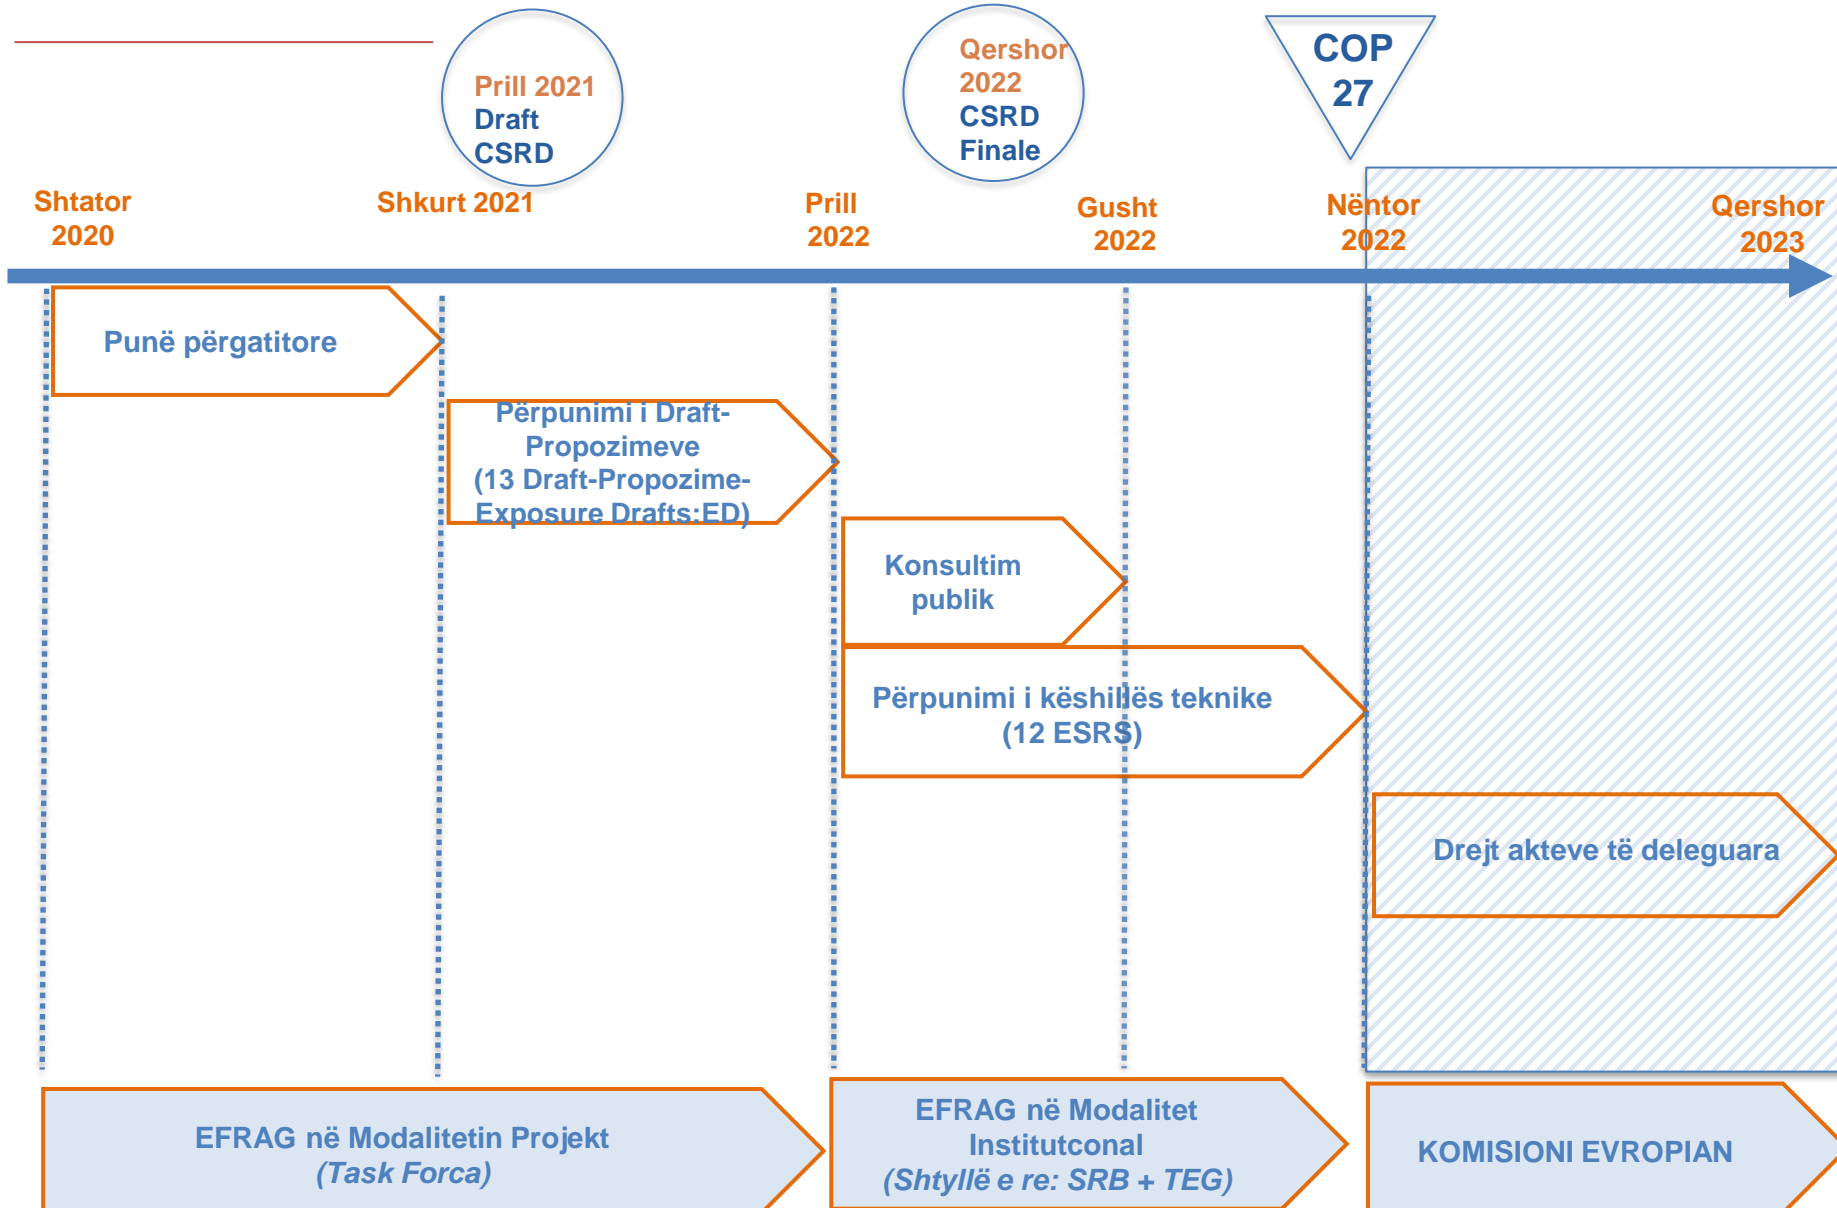 Prill 2021
Draft
CSRD
Qershor
2022
CSRD
Finale
COP
27
Shtator
2020
Shkurt 2021
Prill
2022
Gusht
2022
Nëntor
2022
Qershor
2023
Punë përgatitore
Përpunimi i Draft-
Propozimeve
(13 Draft-Propozime-
Exposure Drafts:ED)
Konsultim
publik
Përpunimi i këshillës teknike
(12 ESRS)
Drejt akteve të deleguara
EFRAG në Modalitetin Projekt
(Task Forca)
EFRAG në Modalitet
Institutconal
(Shtyllë e re: SRB + TEG)
KOMISIONI EVROPIAN